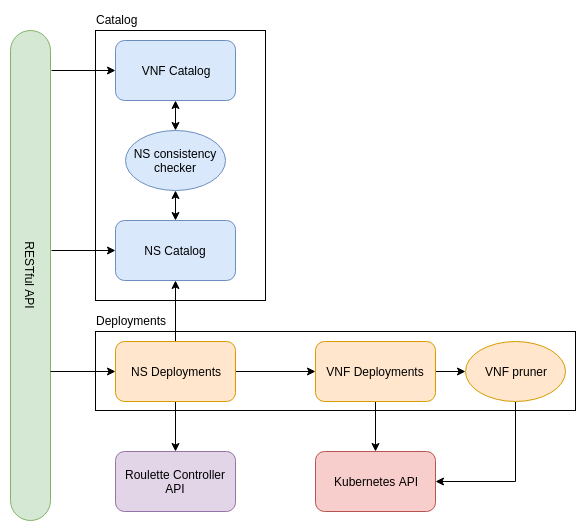 Catalog
VNF Catalog
NS consistency
checker
NS Catalog
RESTful API
Deployments
NS Deployments
VNF Deployments
VNF pruner
Roulette Controller
API
Kubernetes API